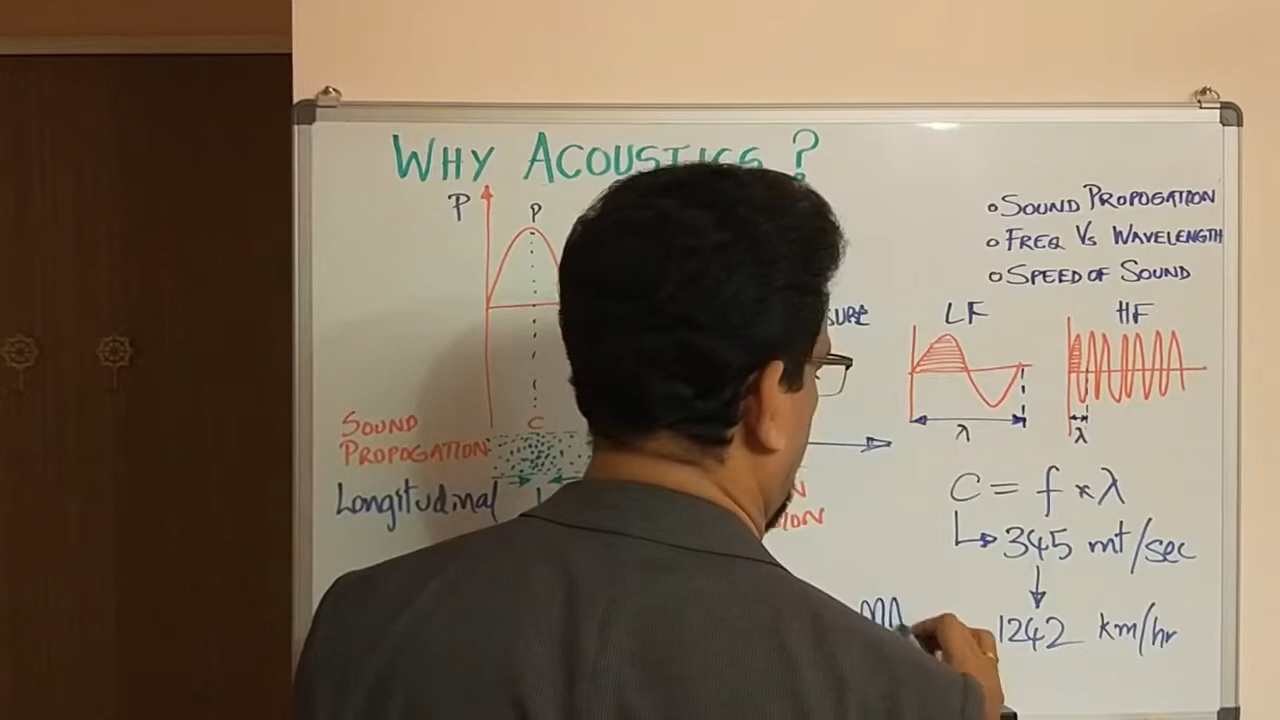 WHY ACOUSTICS ?
P
P
C
SOUND
PROPOGATION
Longitudinal
• SOUND PROPOGATION
• FREQ VS WAVELENGTH
• SPEED OF SOUND
LF HF
λ λ
C = f × λ
345 mt/sec
1242 km/hr